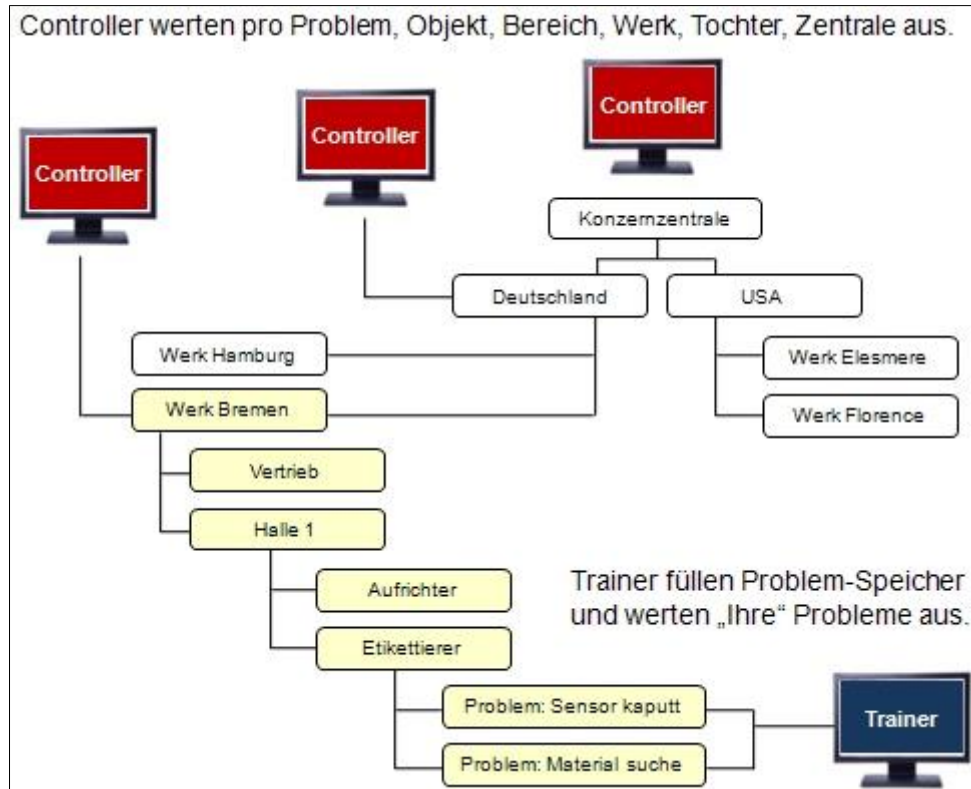 Controller werten pro Problem, Objekt, Bereich, Werk, Tochter, Zentrale aus.
Controller
Controller
Controller
Konzernzentrale
Deutschland
USA
Werk Hamburg
Werk Elesmere
Werk Bremen
Werk Florence
Vertrieb
Halle 1
Aufrichter
Etikettierer
Trainer füllen Problem-Speicher
und werten „Ihre“ Probleme aus.
Problem: Sensor kaputt
Problem: Material suche
Trainer